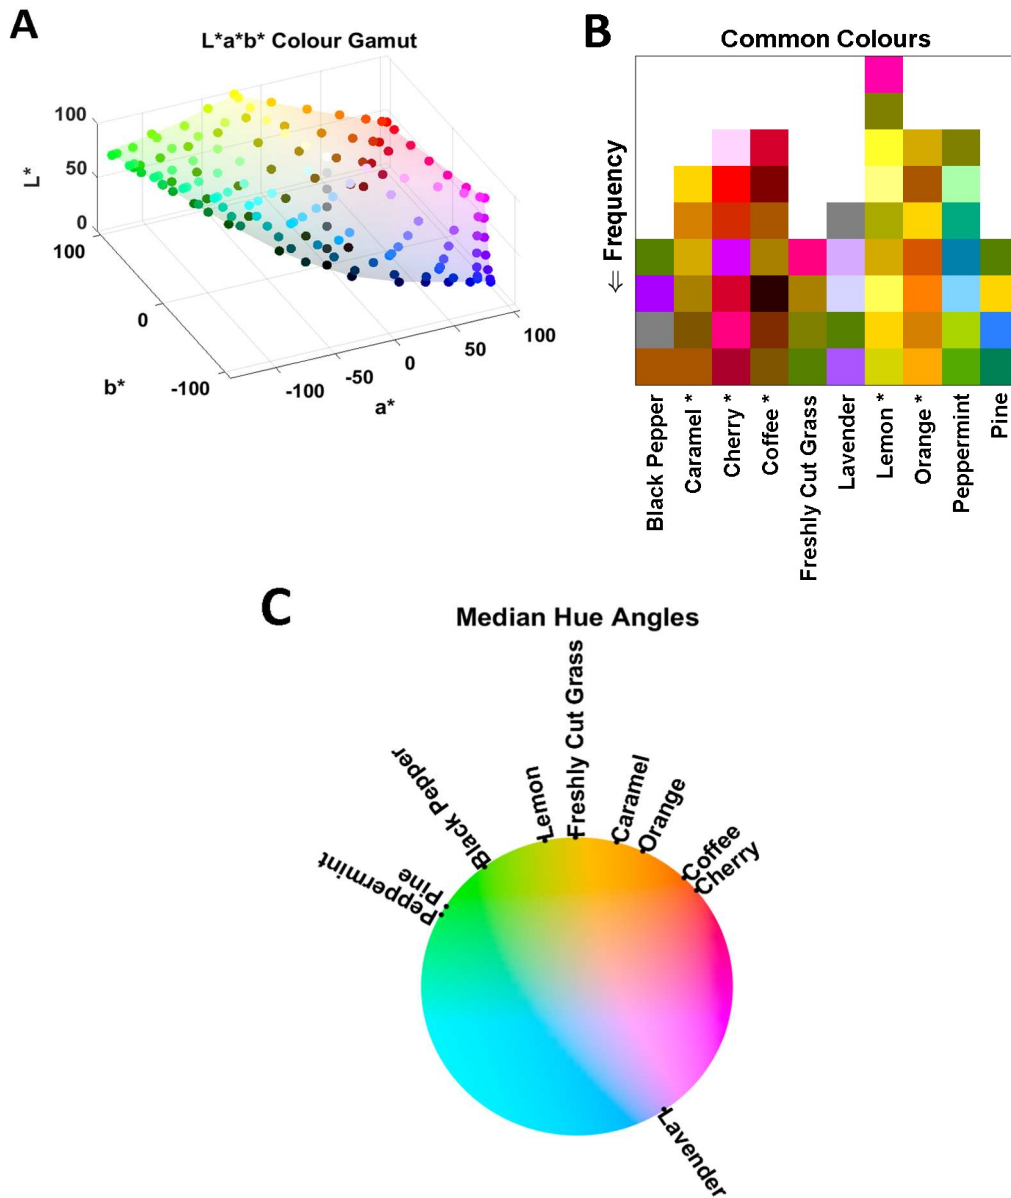 A
L*a*b* Colour Gamut
100
50
0
L*
100
0
-100
b*
-100
-50
0
50
100
a*
B
Common Colours
⇐ Frequency
Black Pepper
Caramel *
Cherry *
Coffee *
Freshly Cut Grass
Lavender
Lemon *
Orange *
Peppermint
Pine
C
Median Hue Angles
Peppermint
Pine
Black Pepper
Lemon
Freshly Cut Grass
Caramel
Orange
Coffee
Cherry
Lavender